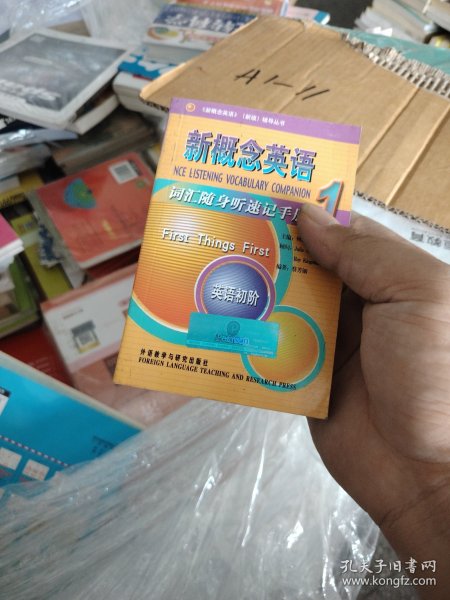 A1-11
《新概念英语》（新版）辅导丛书
新概念英语
NCE LISTENING VOCABULARY COMPANION
1
词汇随身听速记手
First Things First
英语初阶
外语教学与研究出版社
FOREIGN LANGUAGE TEACHING AND RESEARCH PRESS
孔夫子旧书网
www.kongfz.com